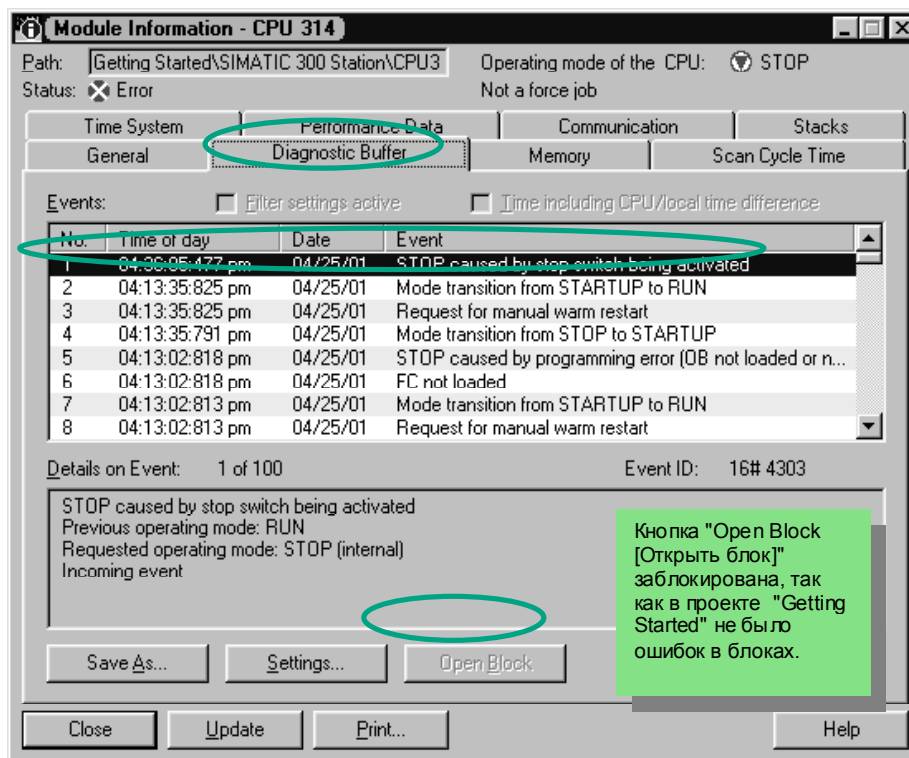 Module Information - CPU 314
Path: Getting Started\SIMATIC 300 Station\CPU3
Operating mode of the CPU: STOP
Status: Error
Not a force job
Time System Performance Data Communication Stacks
General Diagnostic Buffer Memory Scan Cycle Time
Events: Filter settings active Time including CPU/local time difference
No. Time of day Date Event
1 04:36:05:477 pm 04/25/01 STOP caused by stop switch being activated
2 04:13:35:825 pm 04/25/01 Mode transition from STARTUP to RUN
3 04:13:35:825 pm 04/25/01 Request for manual warm restart
4 04:13:35:791 pm 04/25/01 Mode transition from STOP to STARTUP
5 04:13:02:818 pm 04/25/01 STOP caused by programming error (OB not loaded or n...
6 04:13:02:818 pm 04/25/01 FC not loaded
7 04:13:02:813 pm 04/25/01 Mode transition from STARTUP to RUN
8 04:13:02:813 pm 04/25/01 Request for manual warm restart
Details on Event: 1 of 100 Event ID: 16# 4303
STOP caused by stop switch being activated
Previous operating mode: RUN
Requested operating mode: STOP (internal)
Incoming event
Кнопка "Open Block
[Открыть блок]"
заблокирована, так
как в проекте "Getting
Started" не было
ошибок в блоках.
Save As... Settings... Open Block
Close Update Print... Help